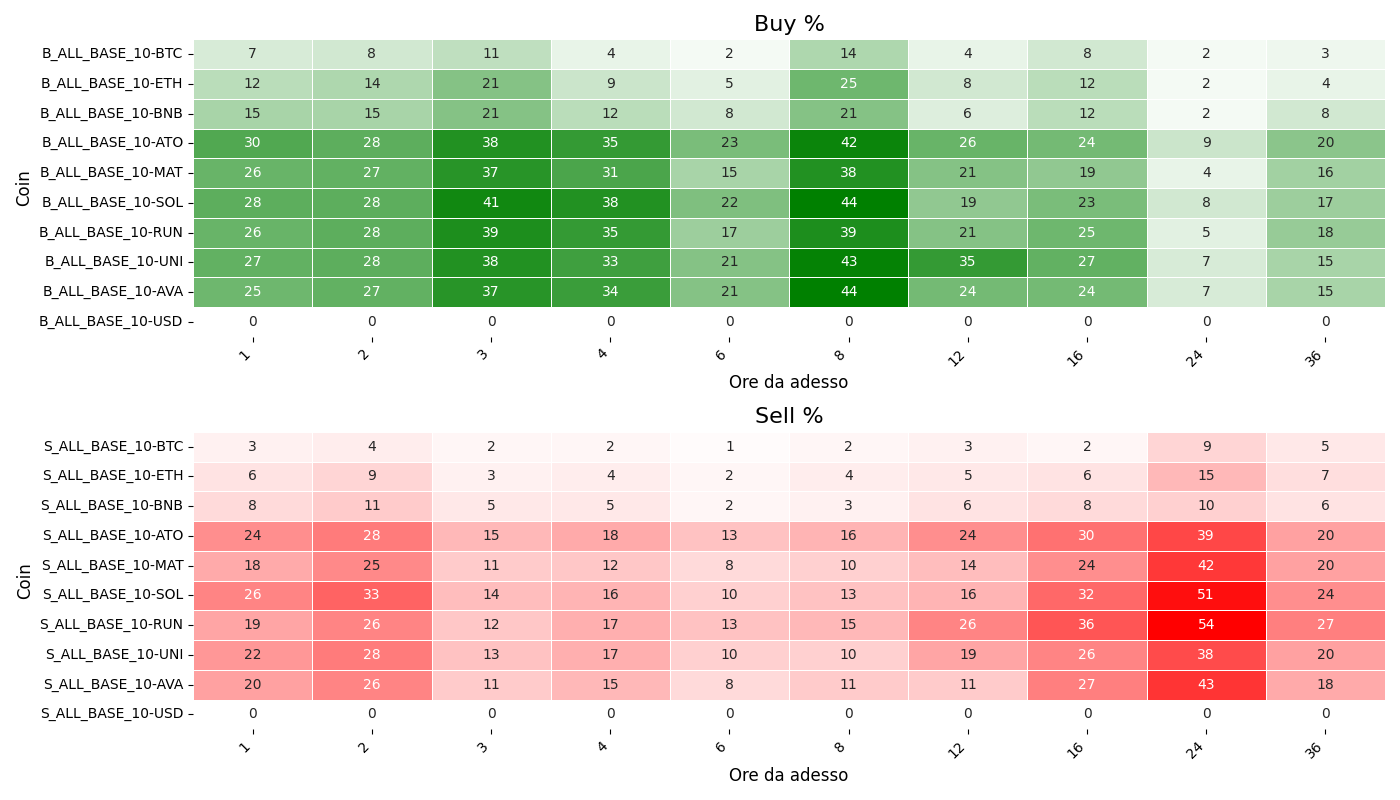 Buy %
Coin
B_ALL_BASE_10-BTC 7 8 11 4 2 14 4 8 2 3
B_ALL_BASE_10-ETH 12 14 21 9 5 25 8 12 2 4
B_ALL_BASE_10-BNB 15 15 21 12 8 21 6 12 2 8
B_ALL_BASE_10-ATO 30 28 38 35 23 42 26 24 9 20
B_ALL_BASE_10-MAT 26 27 37 31 15 38 21 19 4 16
B_ALL_BASE_10-SOL 28 28 41 38 22 44 19 23 8 17
B_ALL_BASE_10-RUN 26 28 39 35 17 39 21 25 5 18
B_ALL_BASE_10-UNI 27 28 38 33 21 43 35 27 7 15
B_ALL_BASE_10-AVA 25 27 37 34 21 44 24 24 7 15
B_ALL_BASE_10-USD 0 0 0 0 0 0 0 0 0 0
1 2 3 4 6 8 12 16 24 36
Ore da adesso
Sell %
Coin
S_ALL_BASE_10-BTC 3 4 2 2 1 2 3 2 9 5
S_ALL_BASE_10-ETH 6 9 3 4 2 4 5 6 15 7
S_ALL_BASE_10-BNB 8 11 5 5 2 3 6 8 10 6
S_ALL_BASE_10-ATO 24 28 15 18 13 16 24 30 39 20
S_ALL_BASE_10-MAT 18 25 11 12 8 10 14 24 42 20
S_ALL_BASE_10-SOL 26 33 14 16 10 13 16 32 51 24
S_ALL_BASE_10-RUN 19 26 12 17 13 15 26 36 54 27
S_ALL_BASE_10-UNI 22 28 13 17 10 10 19 26 38 20
S_ALL_BASE_10-AVA 20 26 11 15 8 11 11 27 43 18
S_ALL_BASE_10-USD 0 0 0 0 0 0 0 0 0 0
1 2 3 4 6 8 12 16 24 36
Ore da adesso